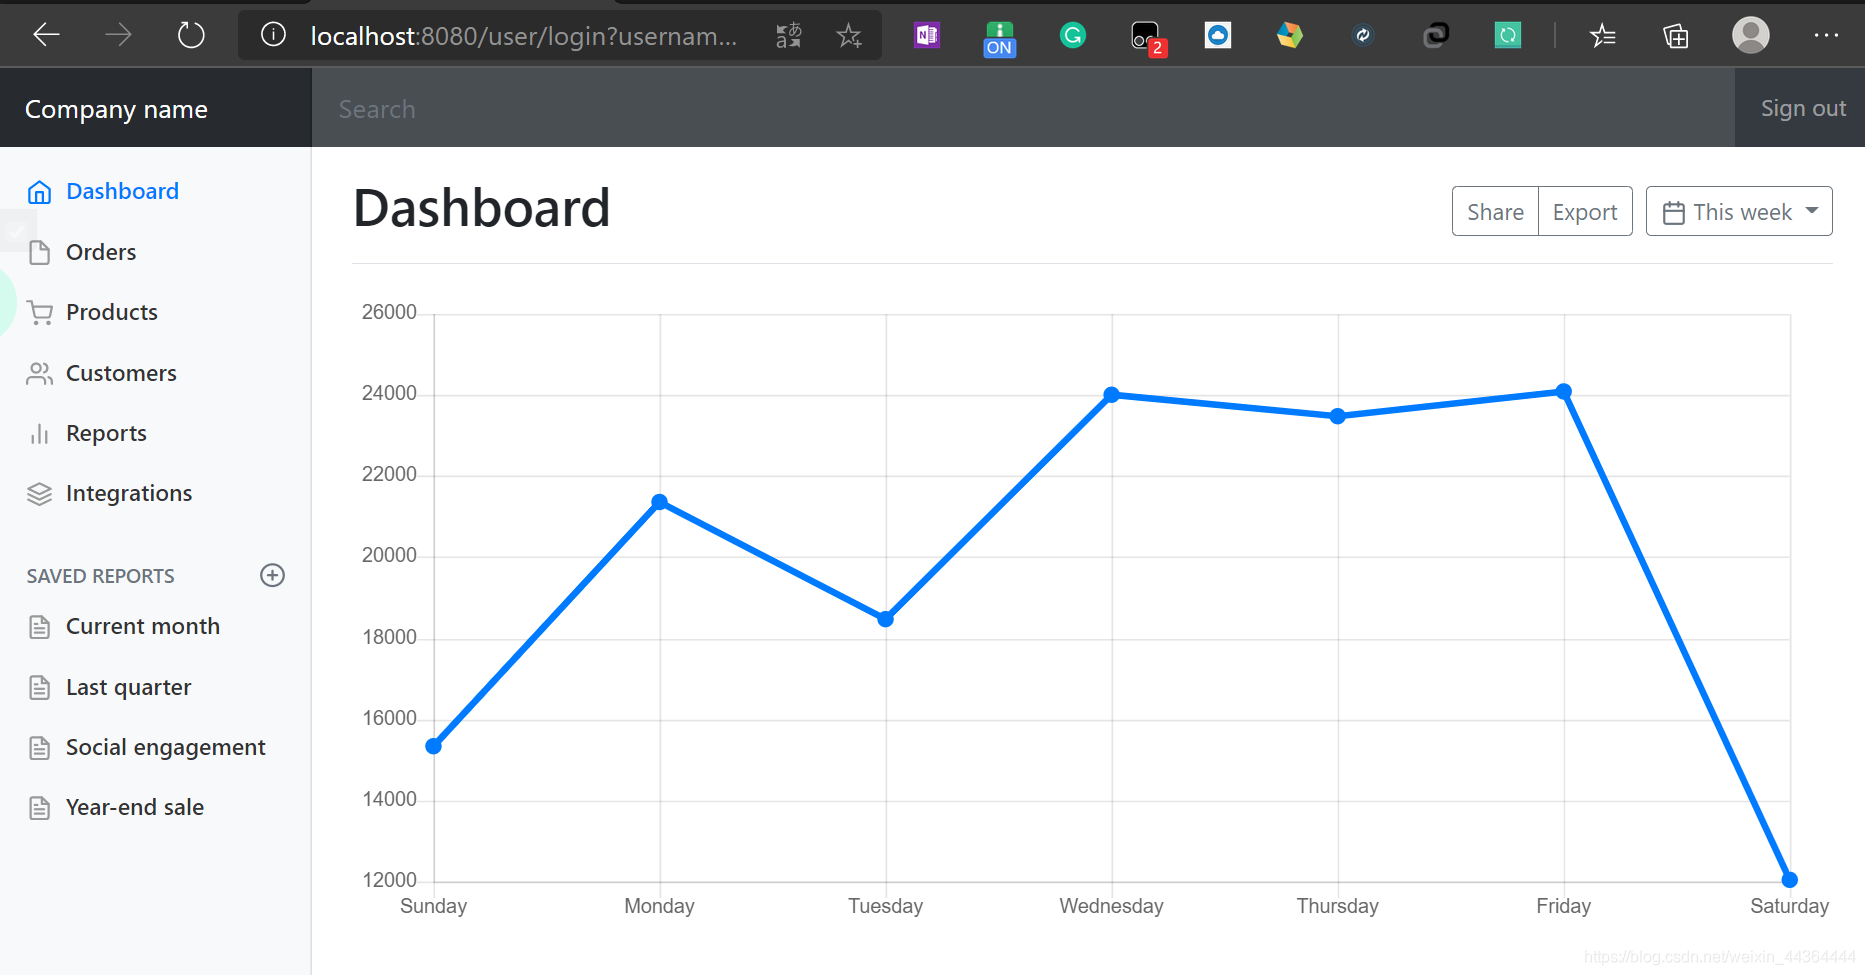 localhost:8080/user/login?usernam...
ON
2
Company name
Search
Sign out
Dashboard
Orders
Products
Customers
Reports
Integrations
SAVED REPORTS
Current month
Last quarter
Social engagement
Year-end sale
Dashboard
Share
Export
This week
26000
24000
22000
20000
18000
16000
14000
12000
Sunday Monday Tuesday Wednesday Thursday Friday Saturday
https://blog.csdn.net/weixin_44364444